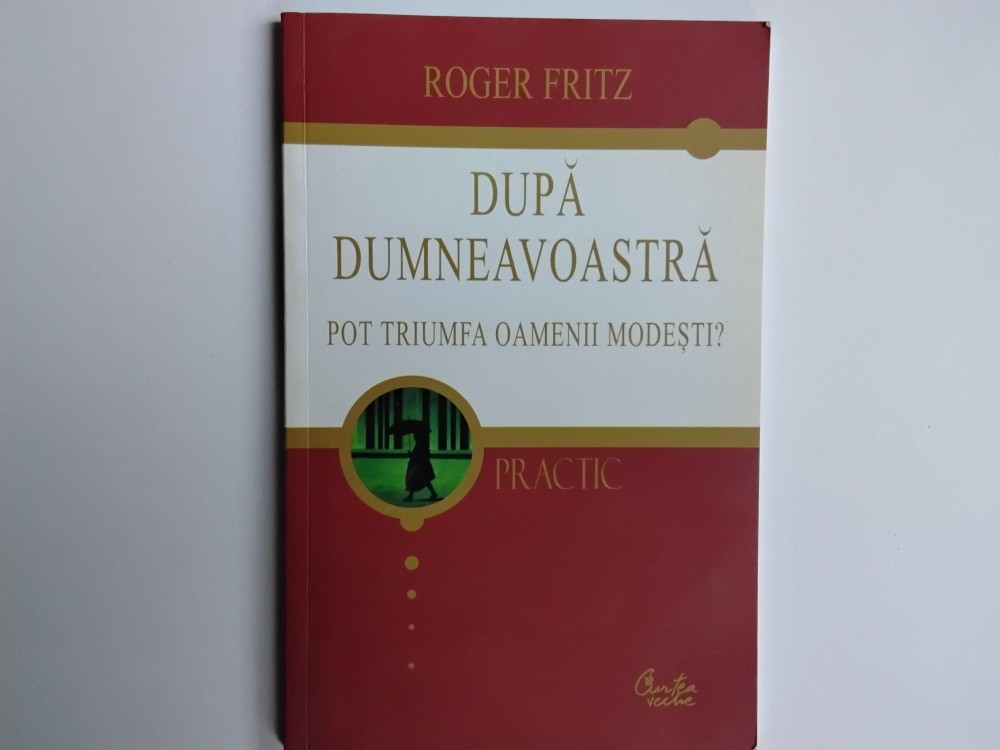 ROGER FRITZ
DUPĂ
DUMNEAVOASTRĂ
POT TRIUMFA OAMENII MODEȘTI?
PRACTIC
Curtea
veche